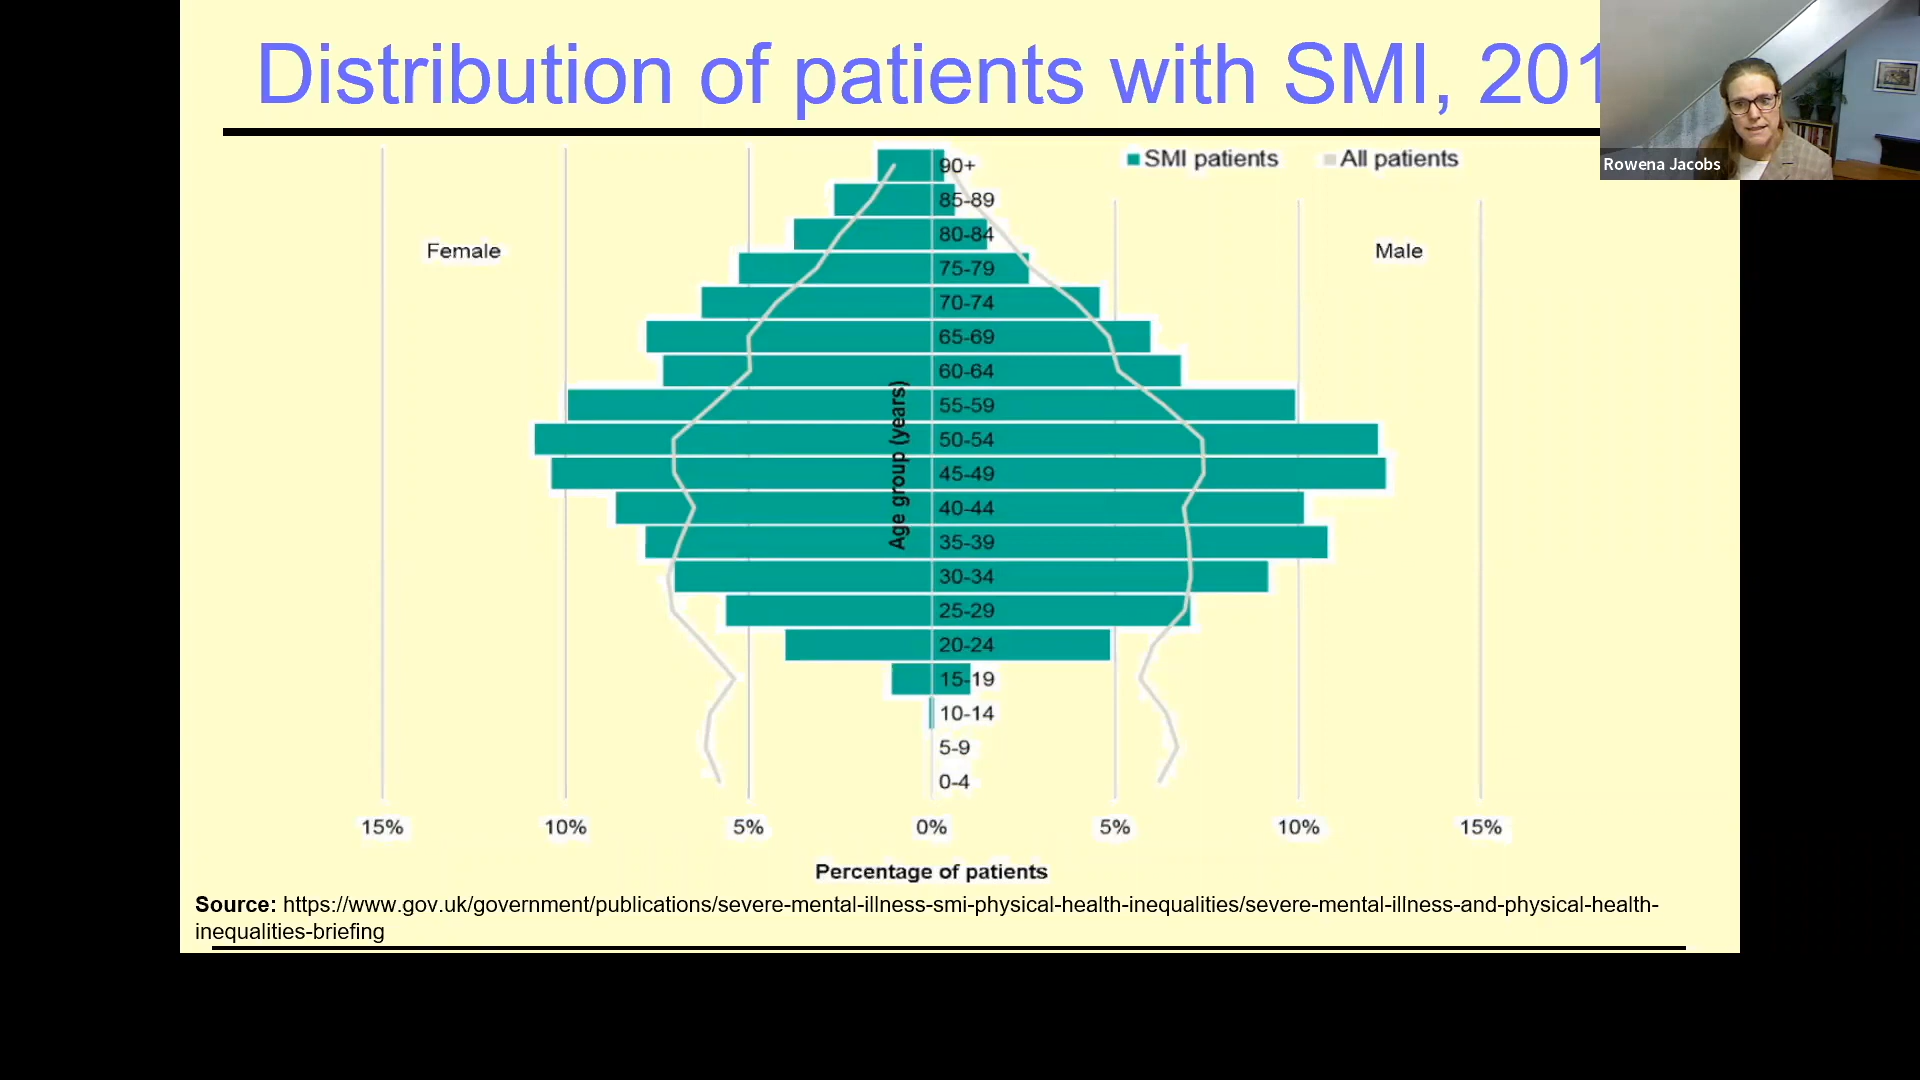 Distribution of patients with SMI, 201
Rowena Jacobs
SMI patients
All patients
Female
Male
90+
85-89
80-84
75-79
70-74
65-69
60-64
55-59
50-54
45-49
40-44
35-39
30-34
25-29
20-24
15-19
10-14
5-9
0-4
Age group (years)
15% 10% 5% 0% 5% 10% 15%
Percentage of patients
Source: https://www.gov.uk/government/publications/severe-mental-illness-smi-physical-health-inequalities/severe-mental-illness-and-physical-health-
inequalities-briefing